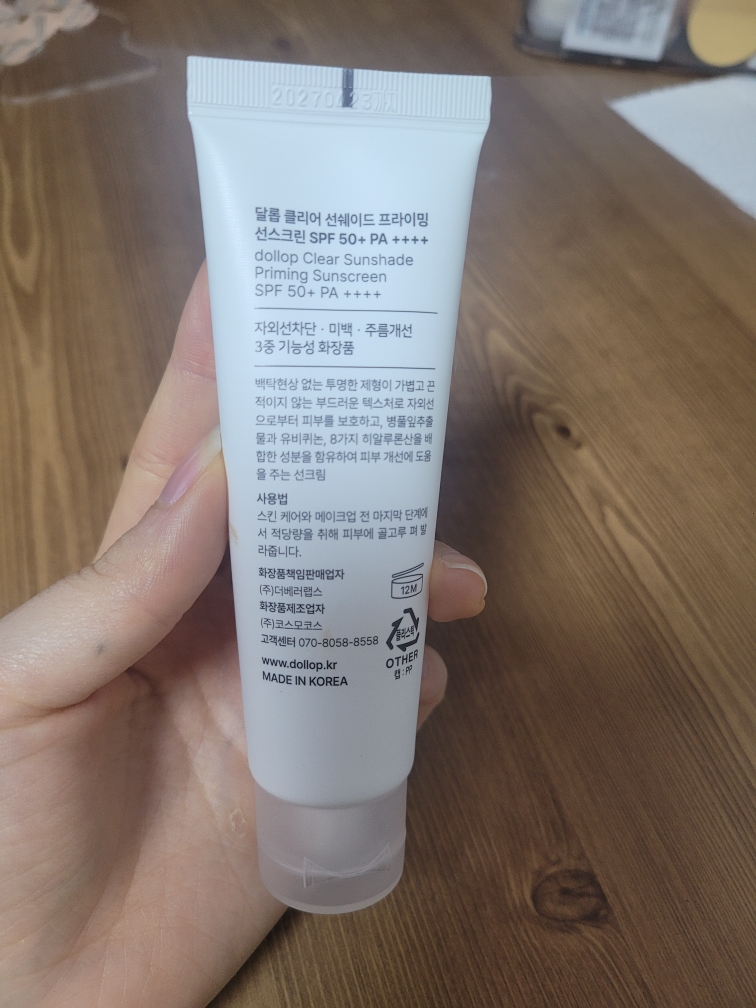 달롭 클리어 선쉐이드 프라이밍
선스크린 SPF 50+ PA ++++
dollop Clear Sunshade
Priming Sunscreen
SPF 50+ PA ++++
자외선차단 · 미백 · 주름개선
3중 기능성 화장품
백탁현상 없는 투명한 제형이 가볍고 끈
적이지 않는 부드러운 텍스처로 자외선
으로부터 피부를 보호하고, 병풀잎추출
물과 유비퀴논, 8가지 히알루론산을 배
합한 성분을 함유하여 피부 개선에 도움
을 주는 선크림
사용법
스킨 케어와 메이크업 전 마지막 단계에
서 적당량을 취해 피부에 골고루 펴 발
라줍니다.
화장품책임판매업자
(주)더베러랩스
화장품제조업자
(주)코스모코스
고객센터 070-8058-8558
www.dollop.kr
MADE IN KOREA
12M
플라스틱
OTHER
캡 : PP